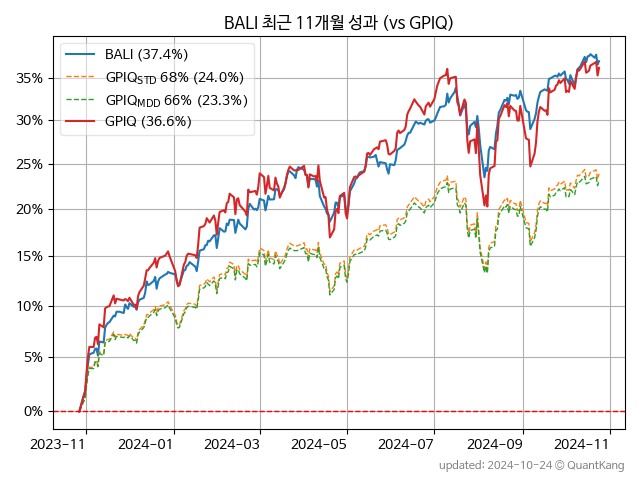 BALI 최근 11개월 성과 (vs GPIQ)
BALI (37.4%)
GPIQSTD 68% (24.0%)
GPIQMDD 66% (23.3%)
GPIQ (36.6%)
35%
30%
25%
20%
15%
10%
5%
0%
2023-11 2024-01 2024-03 2024-05 2024-07 2024-09 2024-11
updated: 2024-10-24 © QuantKang